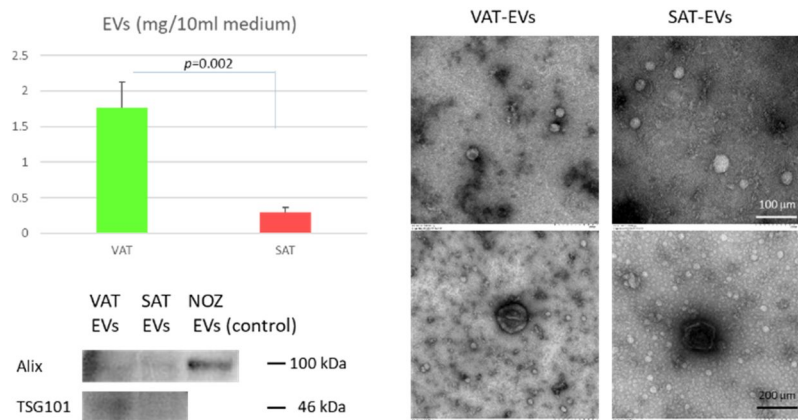 EVs (mg/10ml medium)
2.5
2
1.5
1
0.5
0
p=0.002
VAT
SAT
VAT SAT NOZ
EVs EVs EVs (control)
Alix
100 kDa
TSG101
46 kDa
VAT-EVs
SAT-EVs
100 μm
200 μm